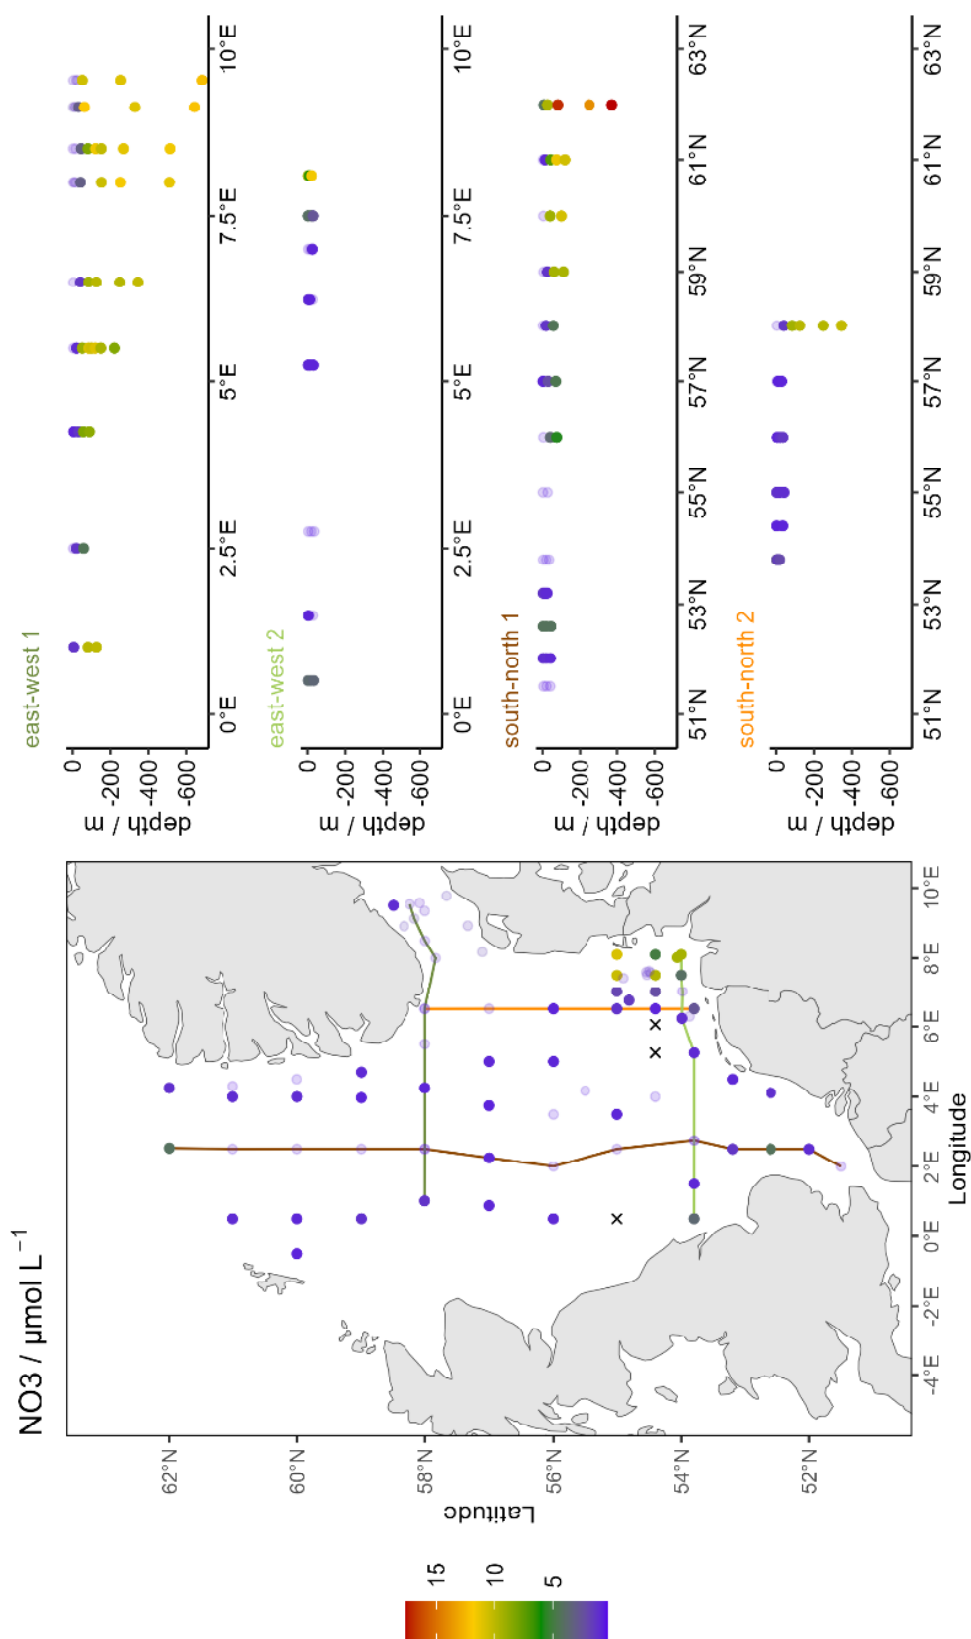 NO3 / µmol L⁻¹
15
10
5
Latitude
62°N
60°N
58°N
56°N
54°N
52°N
-4°E
-2°E
0°E
2°E
4°E
6°E
8°E
10°E
Longitude
east-west 1
depth / m
0
-200
-400
-600
0°E
2.5°E
5°E
7.5°E
10°E
east-west 2
depth / m
0
-200
-400
-600
0°E
2.5°E
5°E
7.5°E
10°E
south-north 1
depth / m
0
-200
-400
-600
51°N
53°N
55°N
57°N
59°N
61°N
63°N
south-north 2
depth / m
0
-200
-400
-600
51°N
53°N
55°N
57°N
59°N
61°N
63°N